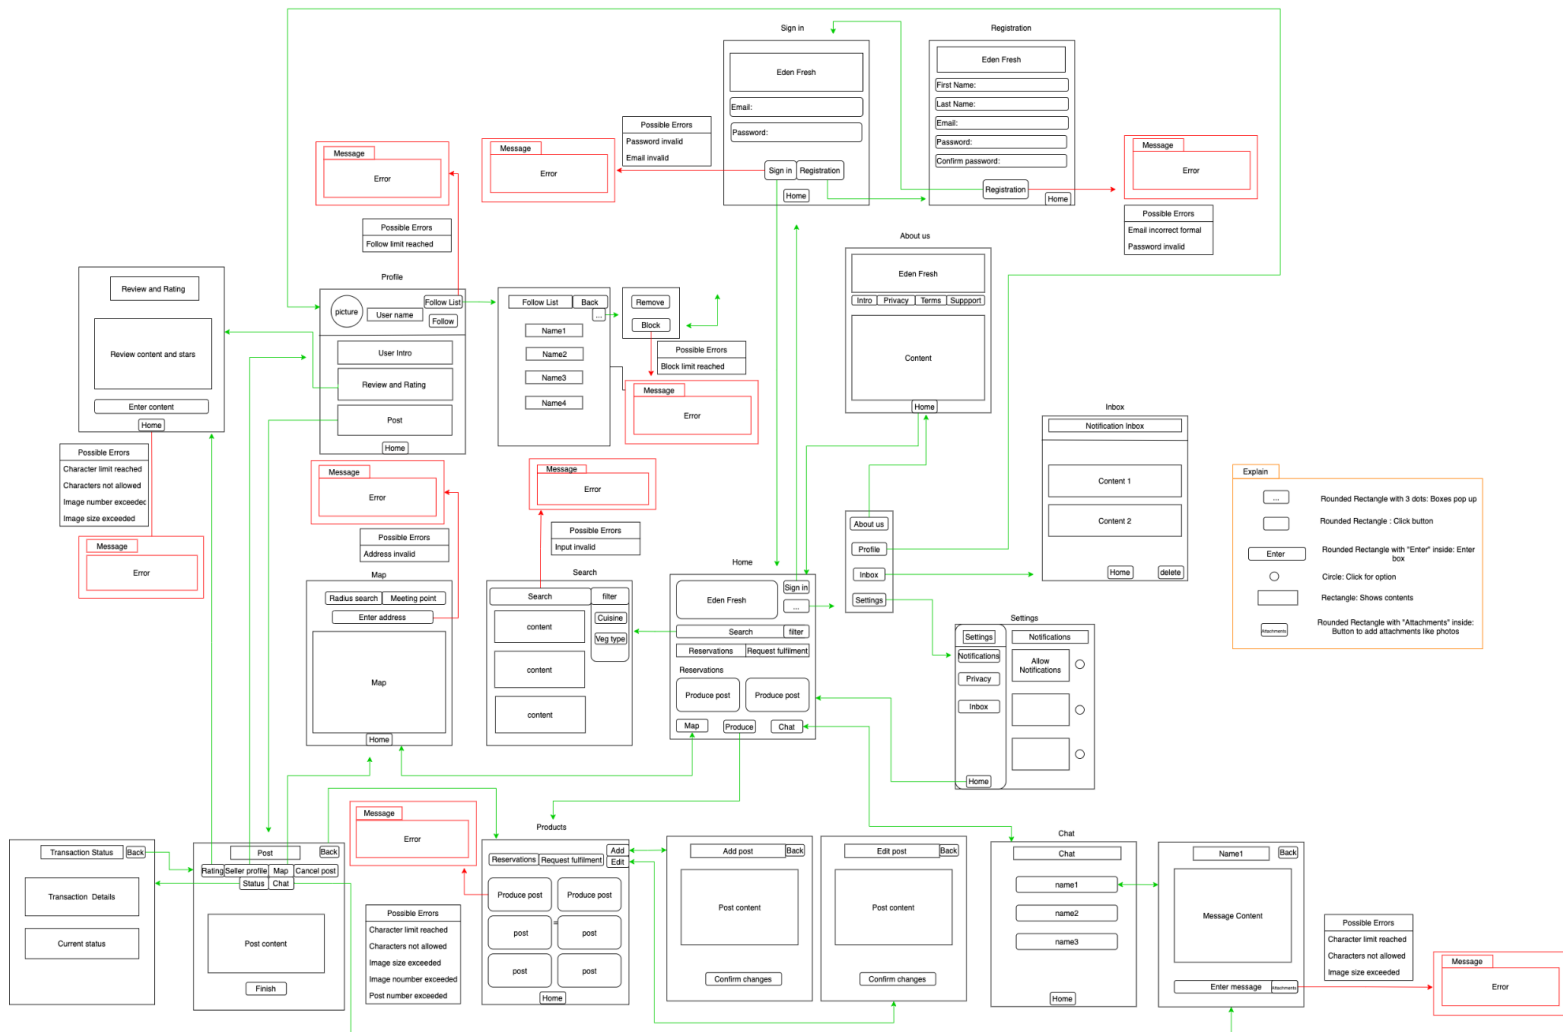 Sign in
Eden Fresh
Email:
Password:
Sign in
Registration
Home
Registration
Eden Fresh
First Name:
Last Name:
Email:
Password:
Confirm password:
Registration
Home
Message
Error
Possible Errors
Email incorrect formal
Password invalid
Possible Errors
Password invalid
Email invalid
Message
Error
Message
Error
Possible Errors
Follow limit reached
Profile
picture
User name
Follow List
Follow
User Intro
Review and Rating
Post
Home
Follow List
Back
...
Name1
Name2
Name3
Name4
Remove
Block
Possible Errors
Block limit reached
Message
Error
Review and Rating
Review content and stars
Enter content
Home
Possible Errors
Character limit reached
Characters not allowed
Image number exceeded
Image size exceeded
Message
Error
About us
Eden Fresh
Intro
Privacy
Terms
Suppport
Content
Home
Inbox
Notification Inbox
Content 1
Content 2
Home
delete
Explain
...
Rounded Rectangle with 3 dots: Boxes pop up
Rounded Rectangle : Click button
Enter
Rounded Rectangle with "Enter" inside: Enter
box
Circle: Click for option
Rectangle: Shows contents
Attachments
Rounded Rectangle with "Attachments" inside:
Button to add attachments like photos
Message
Error
Possible Errors
Address invalid
Map
Radius search
Meeting point
Enter address
Map
Home
Message
Error
Possible Errors
Input invalid
Search
Search
filter
content
Cuisine
Veg type
content
content
Home
Eden Fresh
Sign in
...
Search
filter
Reservations
Request fulfilment
Reservations
Produce post
Produce post
Map
Produce
Chat
About us
Profile
Inbox
Settings
Settings
Settings
Notifications
Notifications
Privacy
Inbox
Allow
Notifications
Home
Transaction Status
Back
Transaction Details
Current status
Post
Back
Rating
Seller profile
Map
Cancel post
Status
Chat
Post content
Finish
Message
Error
Possible Errors
Character limit reached
Characters not allowed
Image size exceeded
Image noumber exceeded
Post number exceeded
Products
Reservations
Request fulfilment
Add
Edit
Produce post
Produce post
post
=
post
post
post
Home
Add post
Back
Post content
Confirm changes
Edit post
Back
Post content
Confirm changes
Chat
Chat
name1
name2
name3
Home
Name1
Back
Message Content
Enter message
Attachments
Possible Errors
Character limit reached
Characters not allowed
Image size exceeded
Message
Error